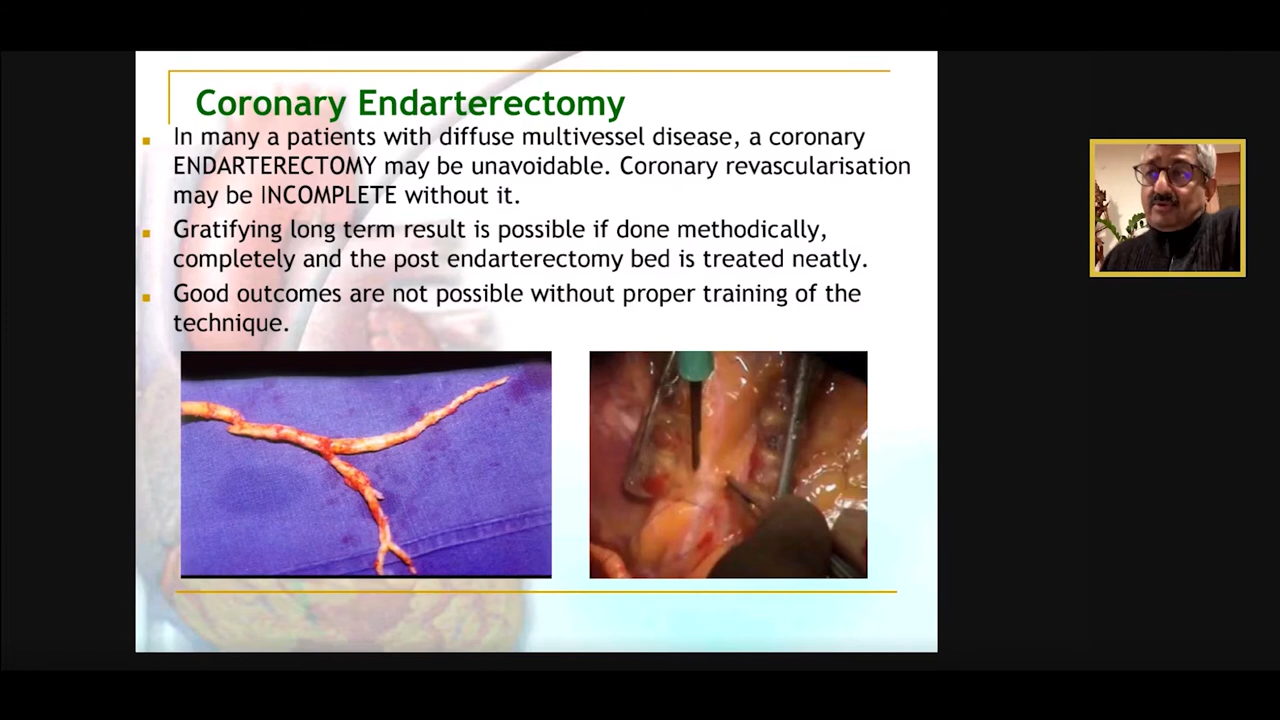 Coronary Endarterectomy
In many a patients with diffuse multivessel disease, a coronary
ENDARTERECTOMY may be unavoidable. Coronary revascularisation
may be INCOMPLETE without it.
Gratifying long term result is possible if done methodically,
completely and the post endarterectomy bed is treated neatly.
Good outcomes are not possible without proper training of the
technique.